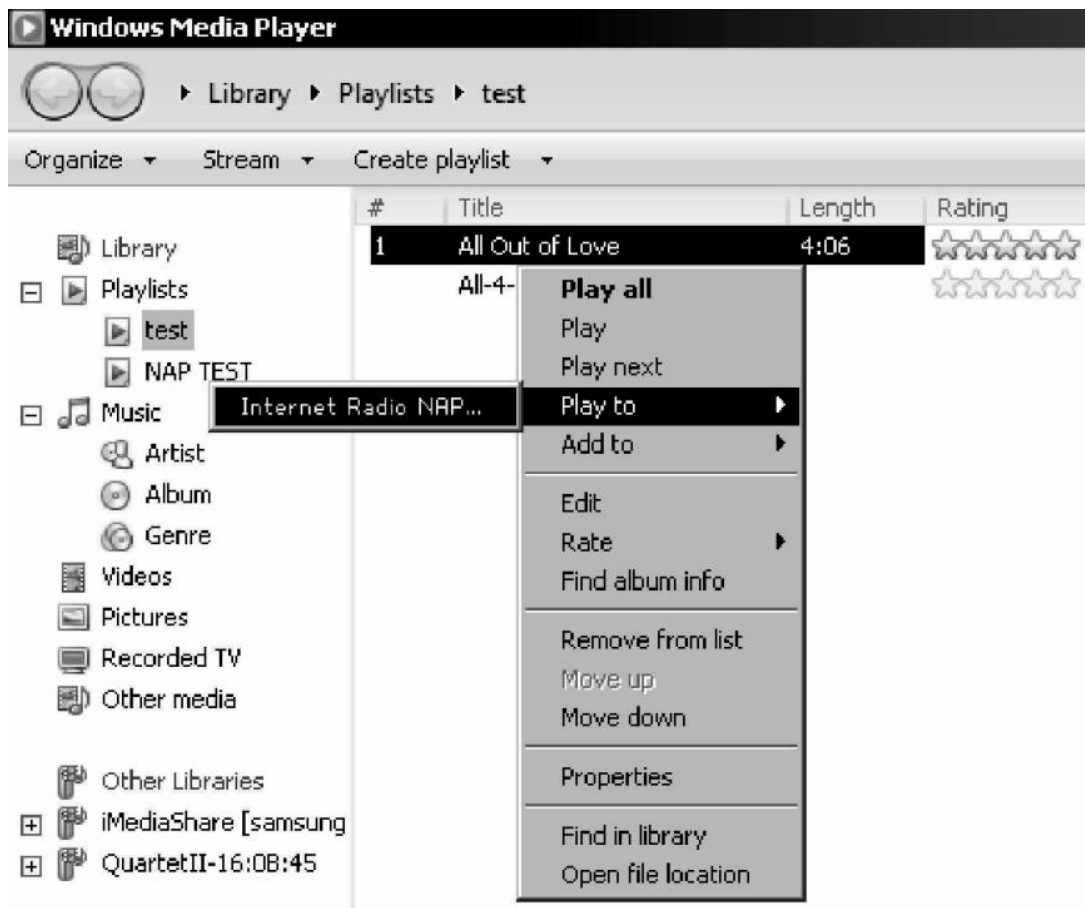 Windows Media Player
Library Playlists test
Organize Stream Create playlist
# Title Length Rating
1 All Out of Love 4:06
All-4-
Library
Playlists
test
NAP TEST
Music
Artist
Album
Genre
Videos
Pictures
Recorded TV
Other media
Other Libraries
iMediaShare [samsung
QuartetII-16:0B:45
Internet Radio NAP...
Play all
Play
Play next
Play to
Add to
Edit
Rate
Find album info
Remove from list
Move up
Move down
Properties
Find in library
Open file location